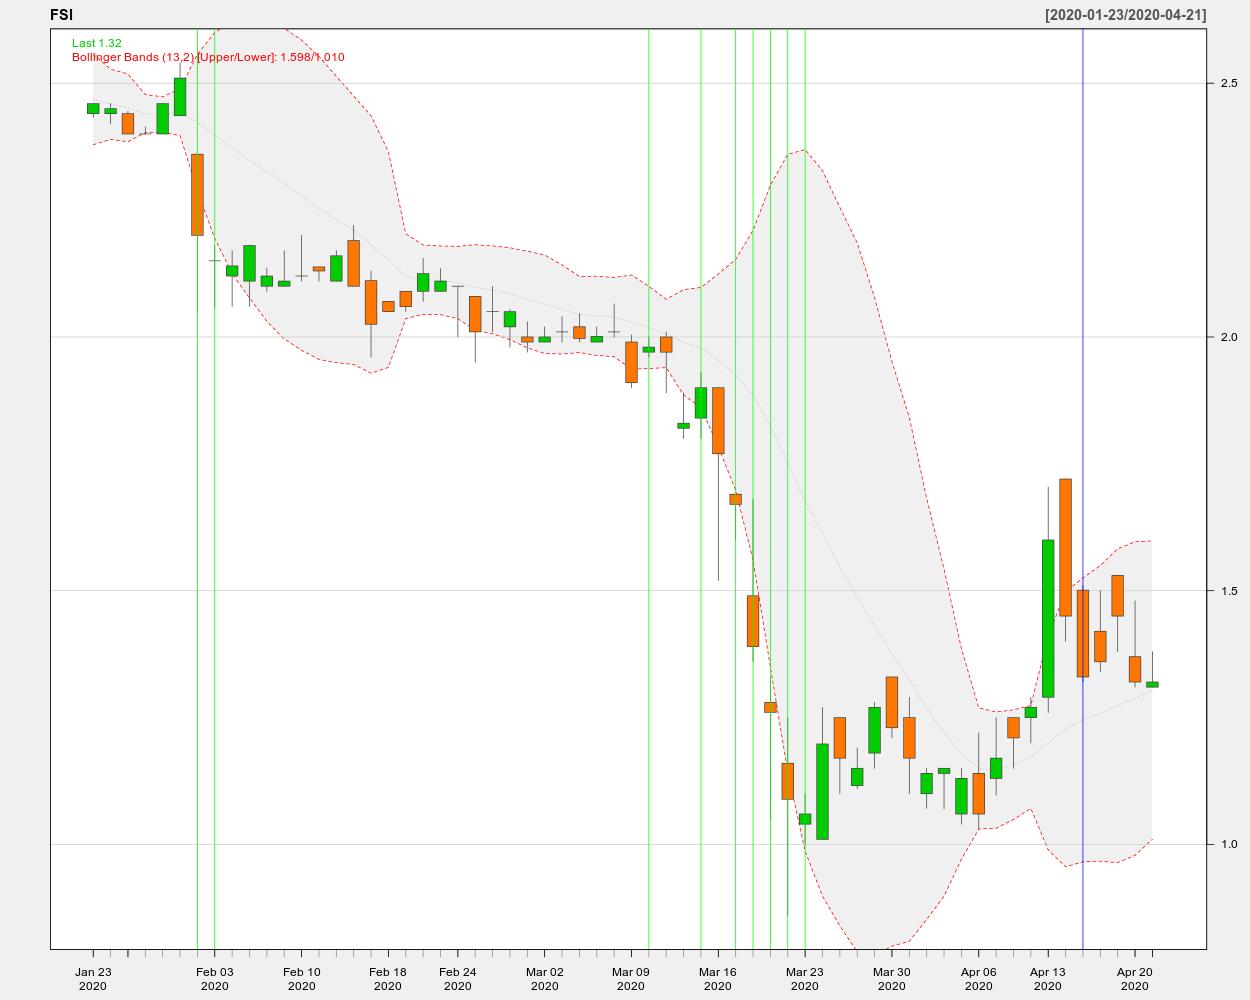 FSI
[2020-01-23/2020-04-21]
Last 1.32
Bollinger Bands (13,2) [Upper/Lower]: 1.598/1.010
2.5
2.0
1.5
1.0
Jan 23 Feb 03 Feb 10 Feb 18 Feb 24 Mar 02 Mar 09 Mar 16 Mar 23 Mar 30 Apr 06 Apr 13 Apr 20
2020 2020 2020 2020 2020 2020 2020 2020 2020 2020 2020 2020 2020